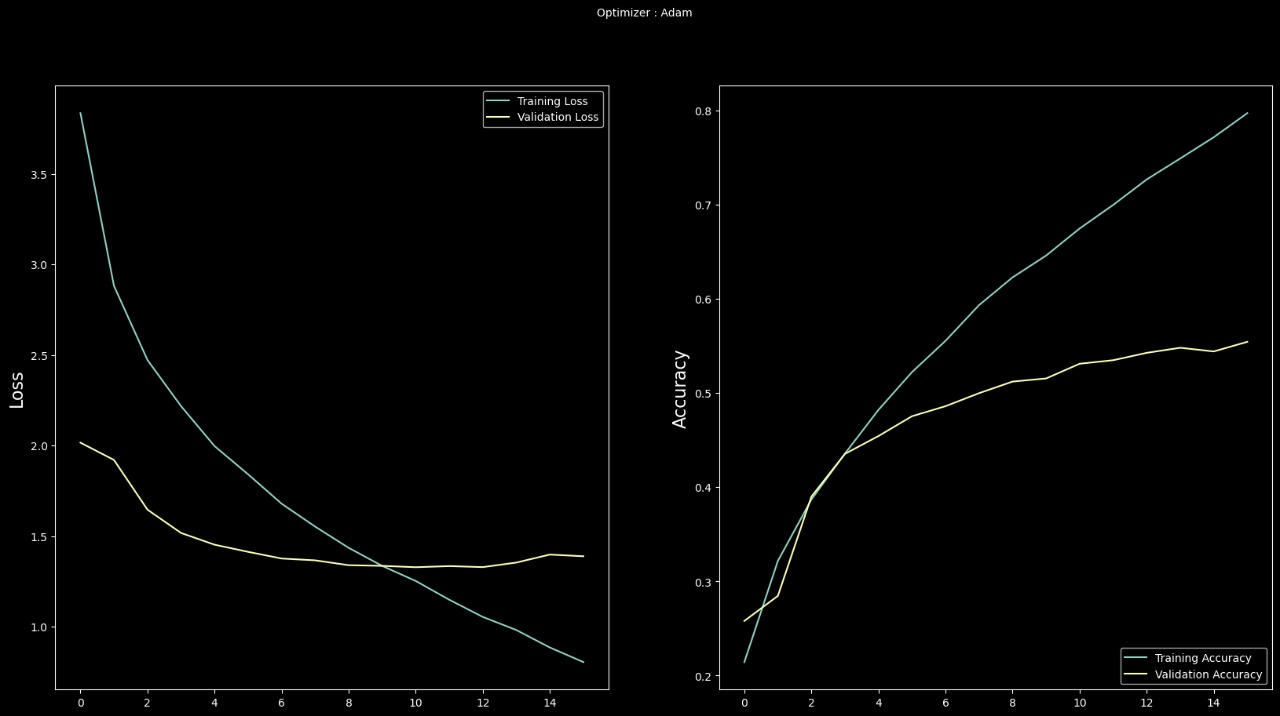 Optimizer : Adam
Training Loss
Validation Loss
Loss
3.5
3.0
2.5
2.0
1.5
1.0
0 2 4 6 8 10 12 14
Accuracy
0.8
0.7
0.6
0.5
0.4
0.3
0.2
Training Accuracy
Validation Accuracy
0 2 4 6 8 10 12 14